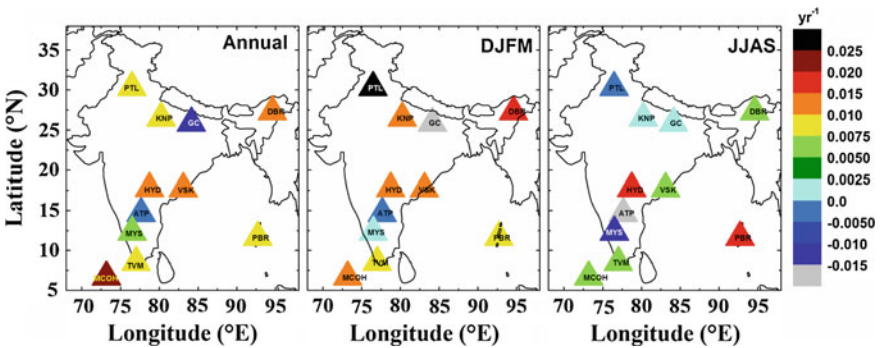 Annual
DJFM
JJAS
yr-1
PTL
KNP
GC
DBR
HYD
VSK
ATP
MYS
TVM
MCOH
PBR
PTL
KNP
GC
DBR
HYD
VSK
ATP
MYS
TVM
MCOH
PBR
PTL
KNP
GC
DBR
HYD
VSK
ATP
MYS
TVM
MCOH
PBR
0.025
0.020
0.015
0.010
0.0075
0.0050
0.0025
0.0
-0.0050
-0.010
-0.015
Latitude (°N)
35
30
25
20
15
10
5
70 75 80 85 90 95
70 75 80 85 90 95
70 75 80 85 90 95
Longitude (°E)
Longitude (°E)
Longitude (°E)